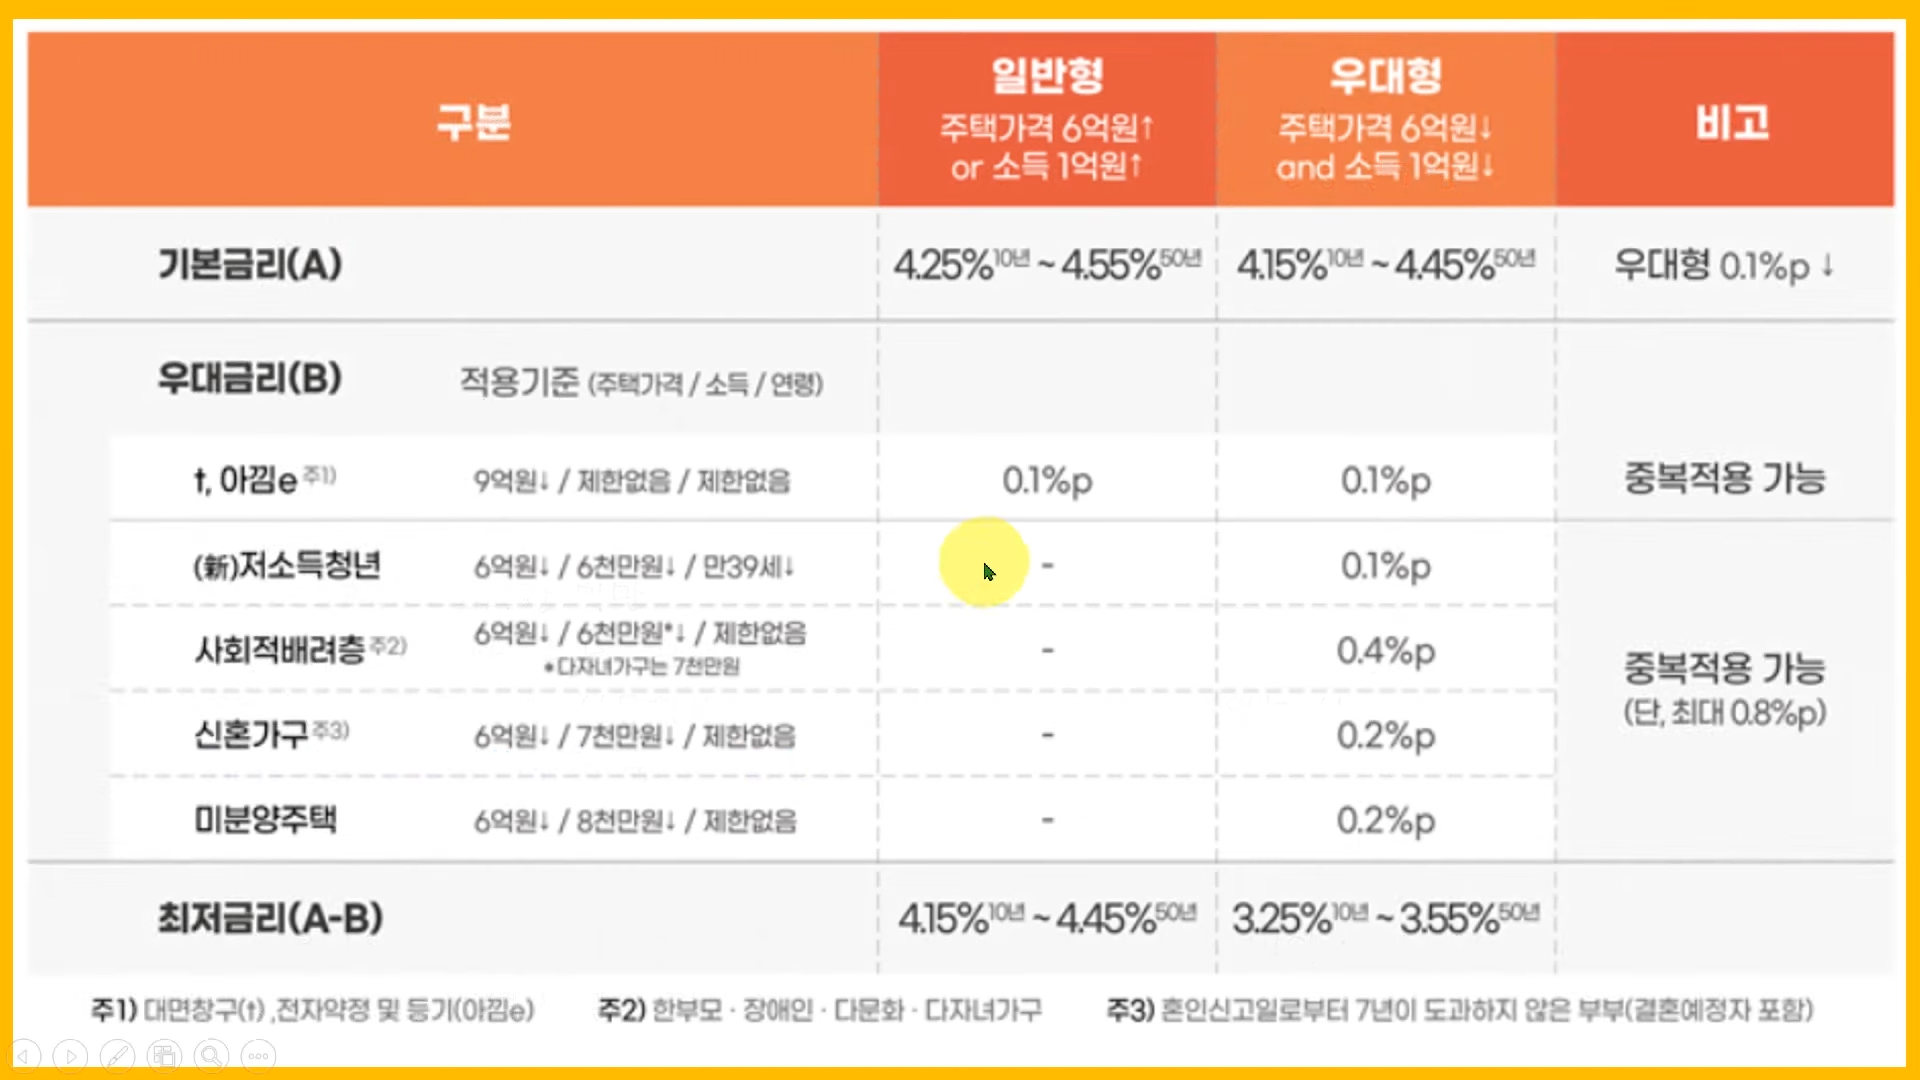 구분
일반형
주택가격 6억원↑
or 소득 1억원↑
우대형
주택가격 6억원↓
and 소득 1억원↓
비고
기본금리(A) 4.25%10년 ~ 4.55%50년 4.15%10년 ~ 4.45%50년 우대형 0.1%p ↓
우대금리(B) 적용기준 (주택가격 / 소득 / 연령)
t, 아낌e 주1) 9억원↓ / 제한없음 / 제한없음 0.1%p 0.1%p 중복적용 가능
(新)저소득청년 6억원↓ / 6천만원↓ / 만39세↓ - 0.1%p
사회적배려층 주2) 6억원↓ / 6천만원*↓ / 제한없음 - 0.4%p
*다자녀가구는 7천만원
중복적용 가능
(단, 최대 0.8%p)
신혼가구 주3) 6억원↓ / 7천만원↓ / 제한없음 - 0.2%p
미분양주택 6억원↓ / 8천만원↓ / 제한없음 - 0.2%p
최저금리(A-B) 4.15%10년 ~ 4.45%50년 3.25%10년 ~ 3.55%50년
주1) 대면창구(t) ,전자약정 및 등기(아낌e) 주2) 한부모 · 장애인 · 다문화 · 다자녀가구 주3) 혼인신고일로부터 7년이 도과하지 않은 부부(결혼예정자 포함)